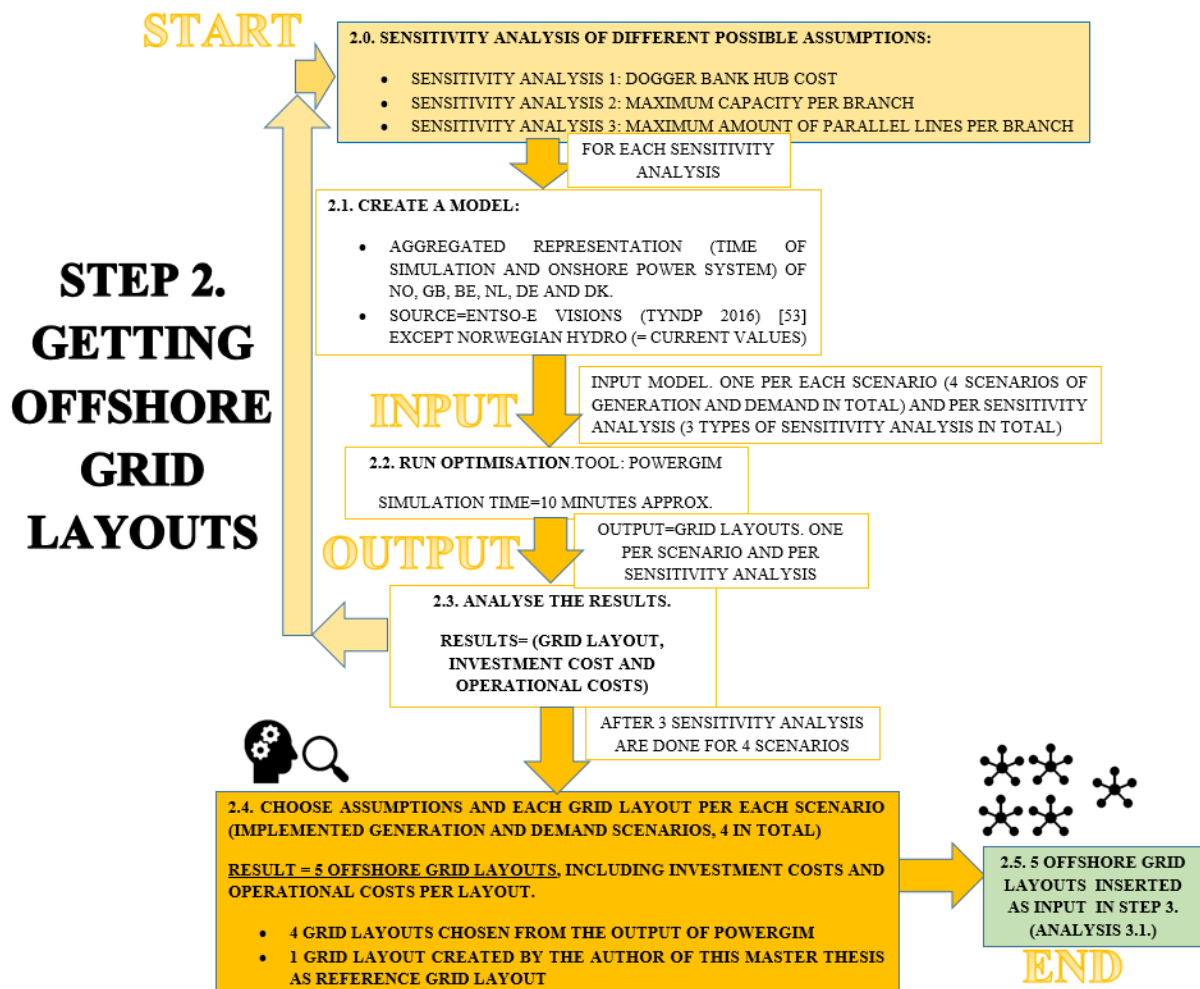 START
2.0. SENSITIVITY ANALYSIS OF DIFFERENT POSSIBLE ASSUMPTIONS:
• SENSITIVITY ANALYSIS 1: DOGGER BANK HUB COST
• SENSITIVITY ANALYSIS 2: MAXIMUM CAPACITY PER BRANCH
• SENSITIVITY ANALYSIS 3: MAXIMUM AMOUNT OF PARALLEL LINES PER BRANCH
FOR EACH SENSITIVITY
ANALYSIS
2.1. CREATE A MODEL:
• AGGREGATED REPRESENTATION (TIME OF
SIMULATION AND ONSHORE POWER SYSTEM) OF
NO, GB, BE, NL, DE AND DK.
• SOURCE=ENTSO-E VISIONS (TYNDP 2016) [53]
EXCEPT NORWEGIAN HYDRO (= CURRENT VALUES)
STEP 2.
GETTING
OFFSHORE
GRID
LAYOUTS
INPUT
INPUT MODEL. ONE PER EACH SCENARIO (4 SCENARIOS OF
GENERATION AND DEMAND IN TOTAL) AND PER SENSITIVITY
ANALYSIS (3 TYPES OF SENSITIVITY ANALYSIS IN TOTAL)
2.2. RUN OPTIMISATION.TOOL: POWERGIM
SIMULATION TIME=10 MINUTES APPROX.
OUTPUT
OUTPUT=GRID LAYOUTS. ONE
PER SCENARIO AND PER
SENSITIVITY ANALYSIS
2.3. ANALYSE THE RESULTS.
RESULTS= (GRID LAYOUT,
INVESTMENT COST AND
OPERATIONAL COSTS)
AFTER 3 SENSITIVITY ANALYSIS
ARE DONE FOR 4 SCENARIOS
2.4. CHOOSE ASSUMPTIONS AND EACH GRID LAYOUT PER EACH SCENARIO
(IMPLEMENTED GENERATION AND DEMAND SCENARIOS, 4 IN TOTAL)
RESULT = 5 OFFSHORE GRID LAYOUTS, INCLUDING INVESTMENT COSTS AND
OPERATIONAL COSTS PER LAYOUT.
• 4 GRID LAYOUTS CHOSEN FROM THE OUTPUT OF POWERGIM
• 1 GRID LAYOUT CREATED BY THE AUTHOR OF THIS MASTER THESIS
AS REFERENCE GRID LAYOUT
2.5. 5 OFFSHORE GRID
LAYOUTS INSERTED
AS INPUT IN STEP 3.
(ANALYSIS 3.1.)
END